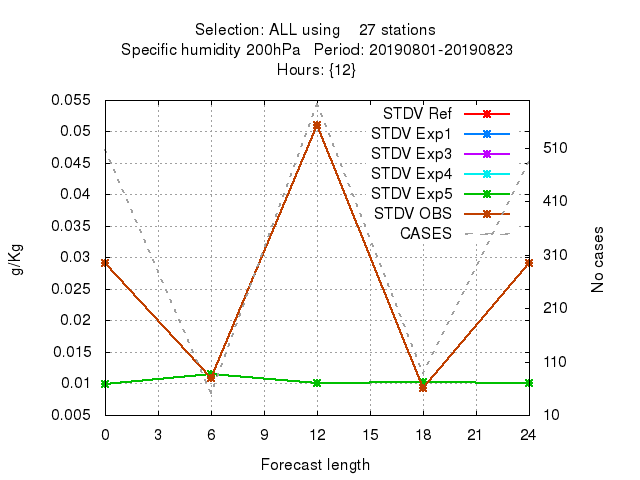 Selection: ALL using 27 stations
Specific humidity 200hPa Period: 20190801-20190823
Hours: {12}
STDV Ref
STDV Exp1
STDV Exp3
STDV Exp4
STDV Exp5
STDV OBS
CASES
0.055
0.05
0.045
0.04
0.035
0.03
0.025
0.02
0.015
0.01
0.005
g/Kg
510
410
310
210
110
10
No cases
0 3 6 9 12 15 18 21 24
Forecast length